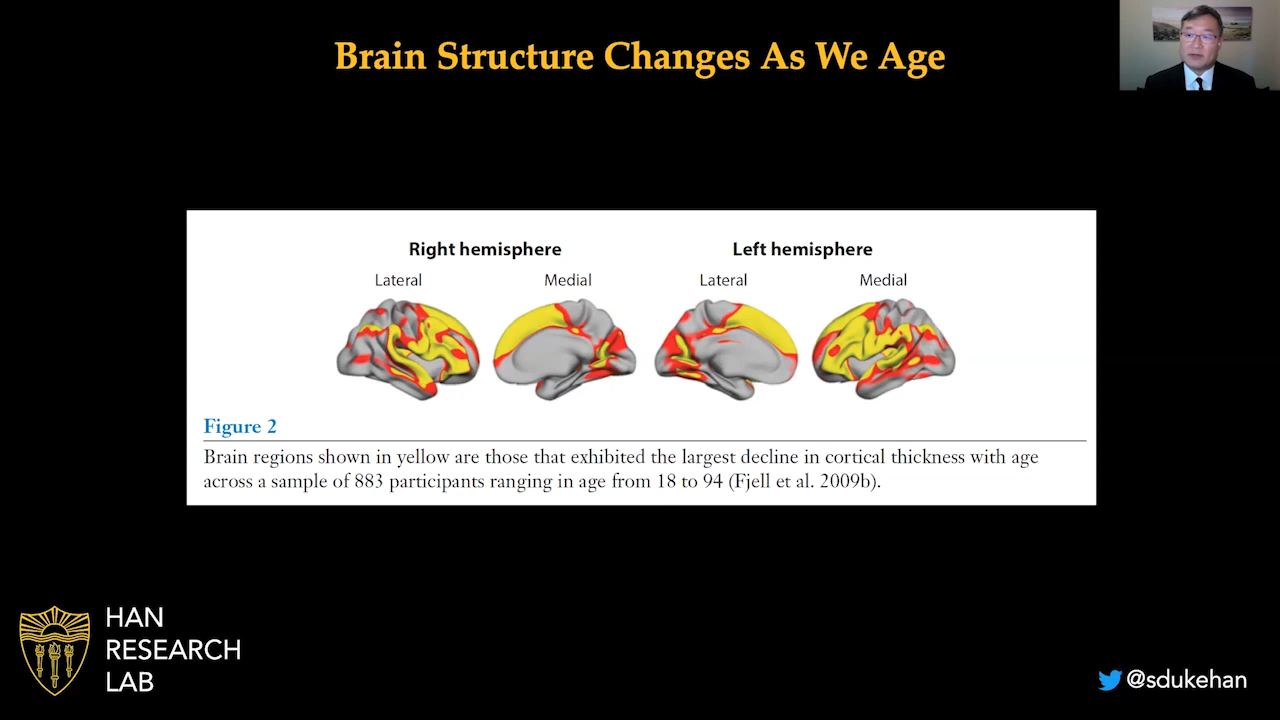 Brain Structure Changes As We Age
Right hemisphere
Left hemisphere
Lateral
Medial
Lateral
Medial
Figure 2
Brain regions shown in yellow are those that exhibited the largest decline in cortical thickness with age
across a sample of 883 participants ranging in age from 18 to 94 (Fjell et al. 2009b).
HAN
RESEARCH
LAB
@sdukehan